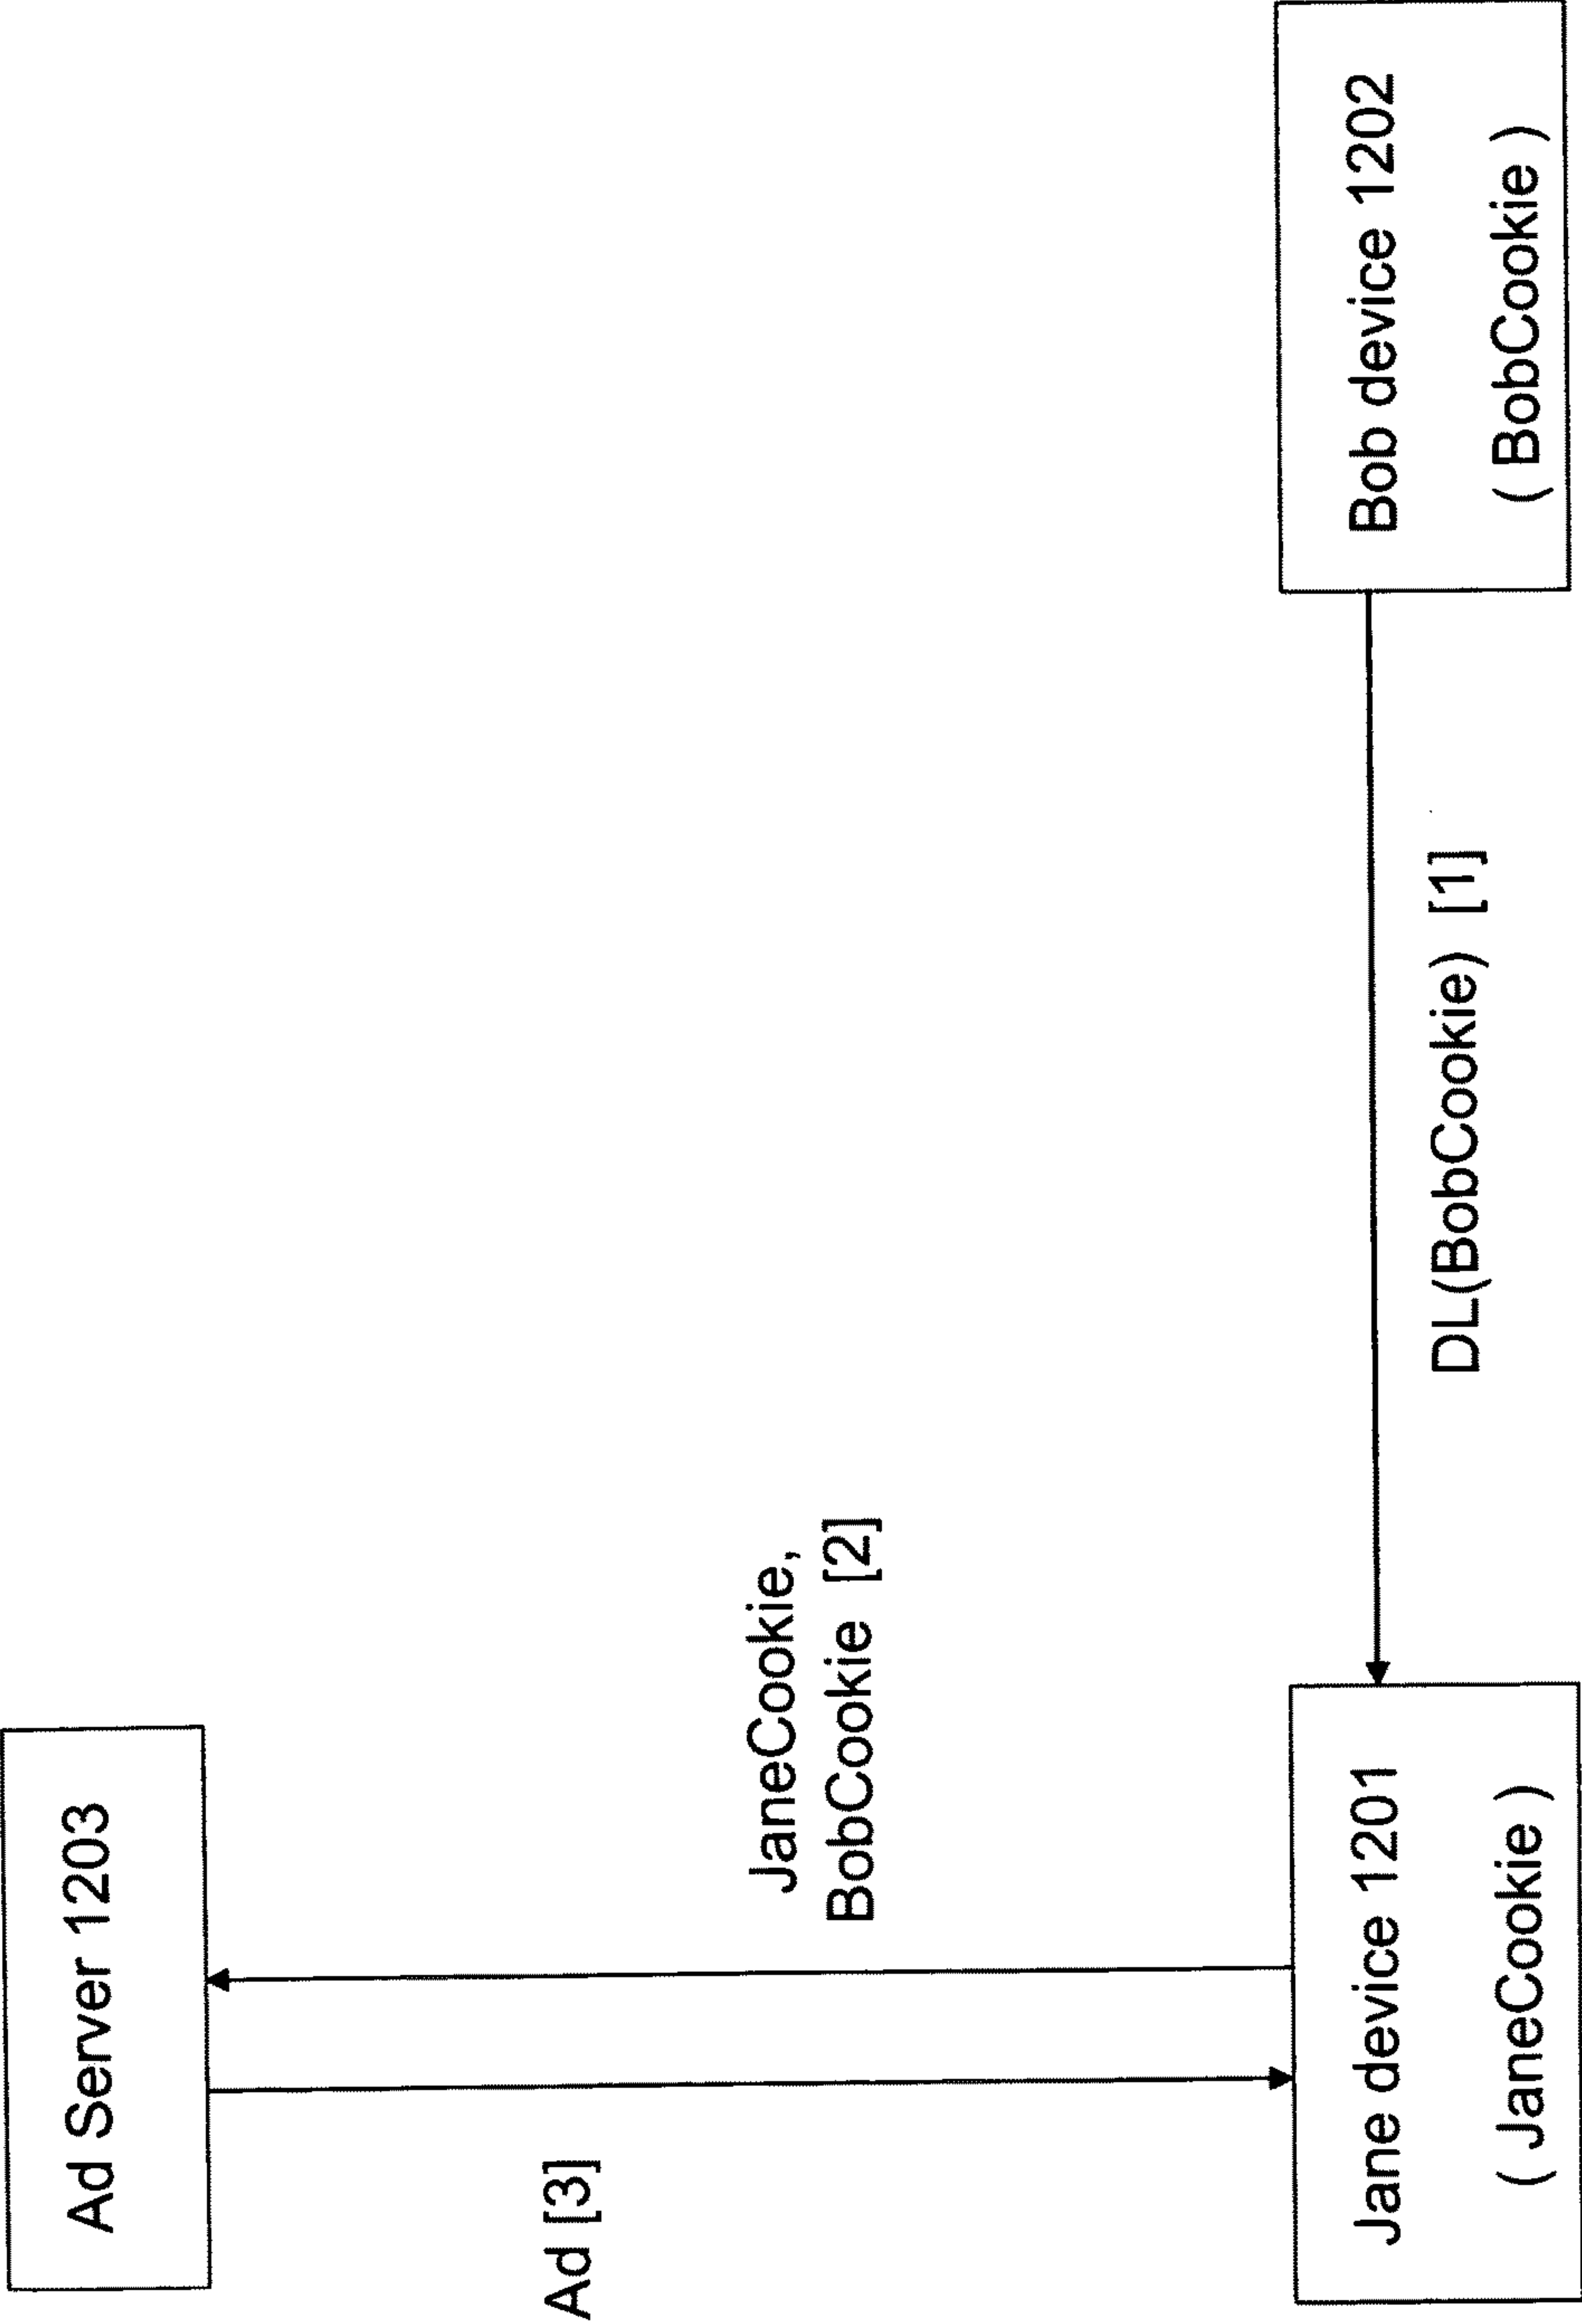 Ad Server 1203
Ad [3]
JaneCookie,
BobCookie [2]
Jane device 1201
( JaneCookie )
DL(BobCookie) [1]
Bob device 1202
( BobCookie )